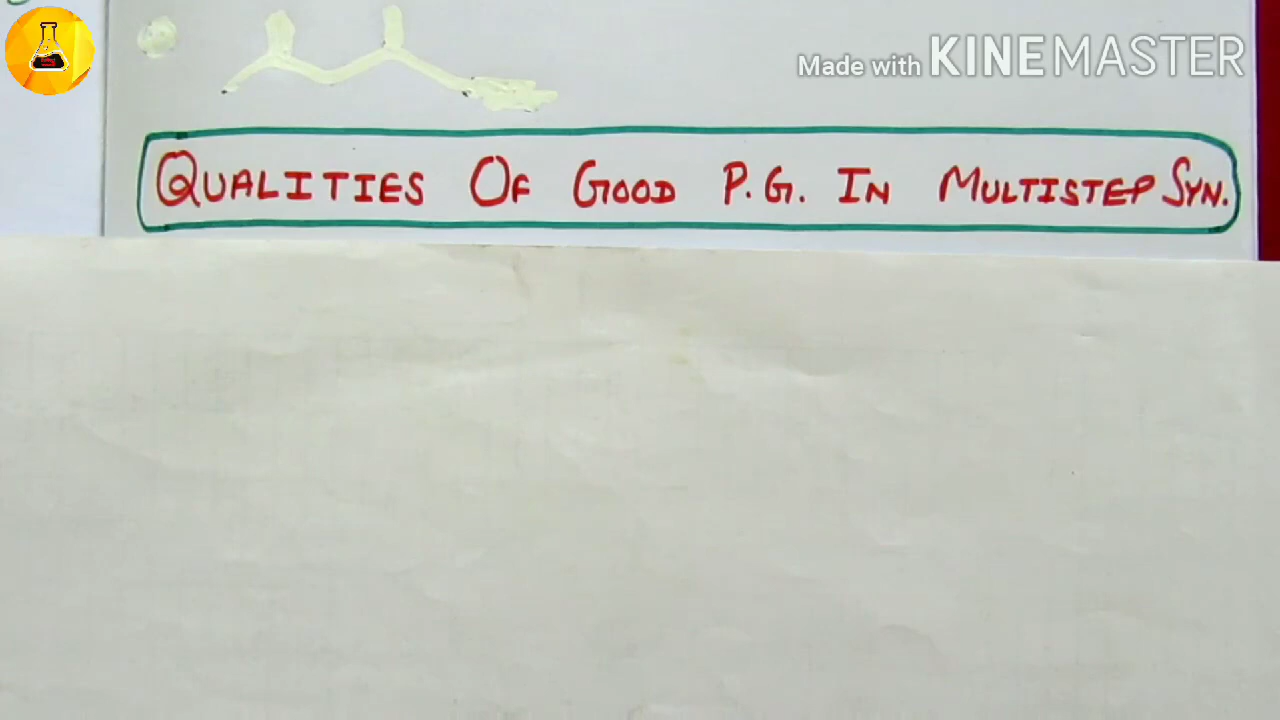 Made with KINEMASTER
QUALITIES OF GOOD P.G. IN MULTISTEP SYN.